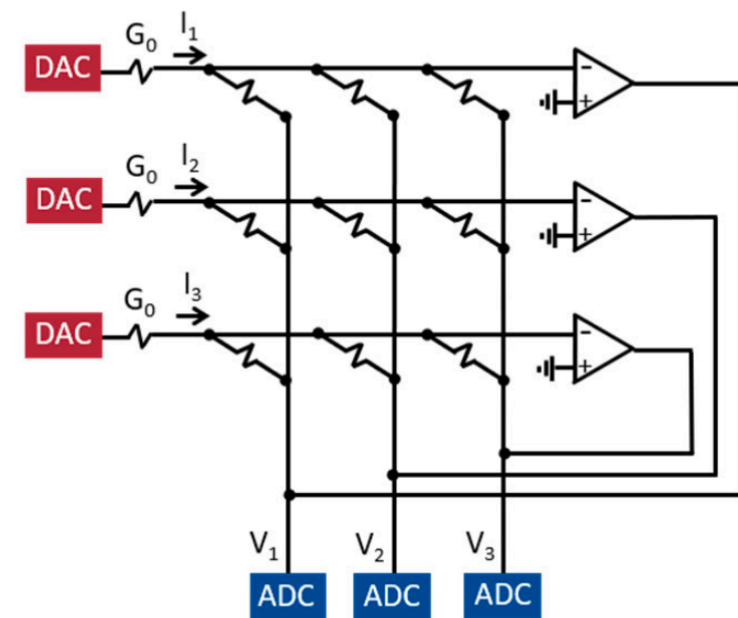 I₁
G₀
DAC
-
+
I₂
G₀
DAC
-
+
I₃
G₀
DAC
-
+
V₁ V₂ V₃
ADC ADC ADC